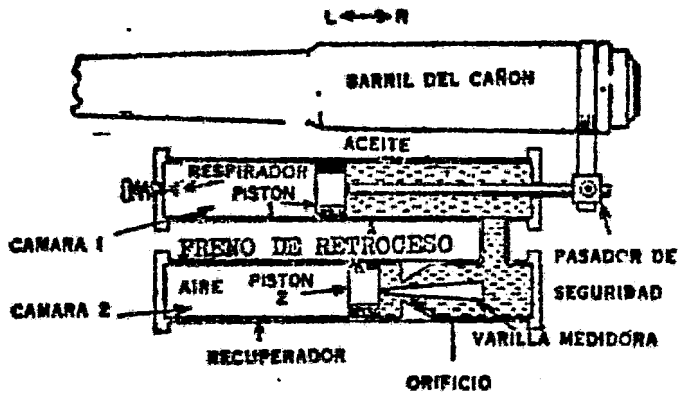 L R
BARRIL DEL CAÑON
ACEITE
RESPIRADOR
PISTON
1
CAMARA 1
FRENO DE RETROCESO
PASADOR DE
SEGURIDAD
AIRE
PISTON
2
CAMARA 2
VARILLA MEDIDORA
RECUPERADOR
ORIFICIO